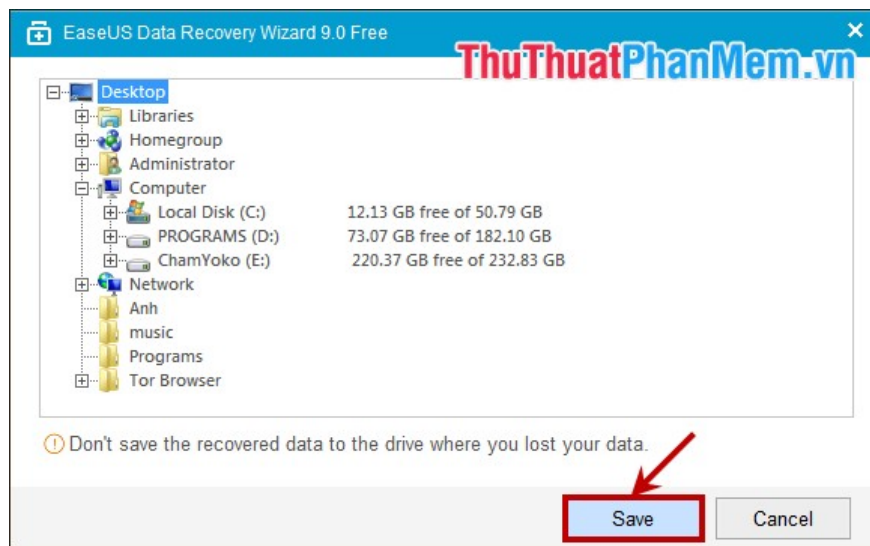 EaseUS Data Recovery Wizard 9.0 Free
ThuThuatPhanMem.vn
Desktop
Libraries
Homegroup
Administrator
Computer
Local Disk (C:) 12.13 GB free of 50.79 GB
PROGRAMS (D:) 73.07 GB free of 182.10 GB
ChamYoko (E:) 220.37 GB free of 232.83 GB
Network
Anh
music
Programs
Tor Browser
Don't save the recovered data to the drive where you lost your data.
Save Cancel